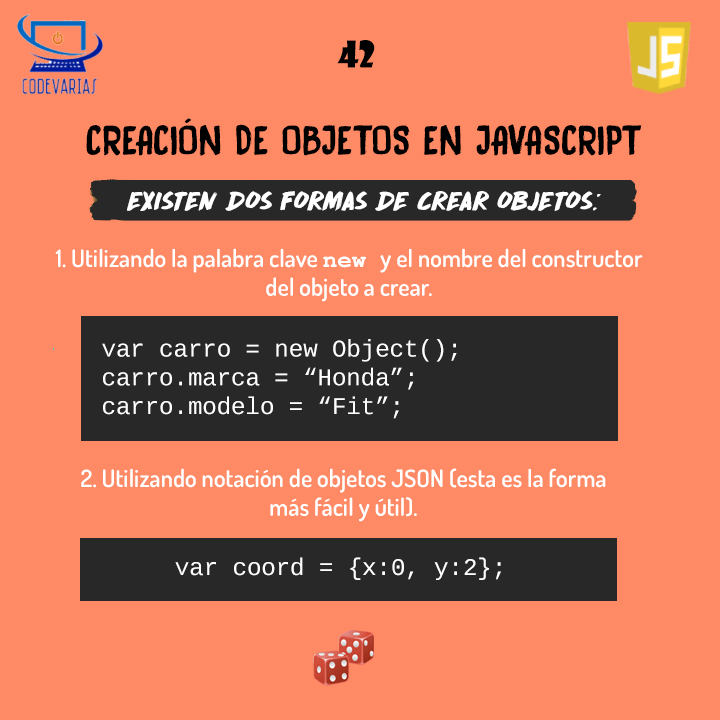 CODEVARIAS
42
JS
CREACIÓN DE OBJETOS EN JAVASCRIPT
EXISTEN DOS FORMAS DE CREAR OBJETOS:
1. Utilizando la palabra clave new y el nombre del constructor
del objeto a crear.
var carro = new Object();
carro.marca = “Honda”;
carro.modelo = “Fit”;
2. Utilizando notación de objetos JSON (esta es la forma
más fácil y útil).
var coord = {x:0, y:2};